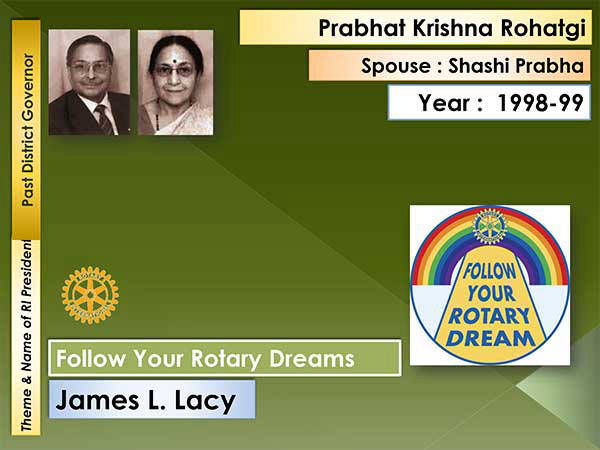 Prabhat Krishna Rohatgi
Spouse : Shashi Prabha
Year :  1998-99
Past District Governor
Theme & Name of RI President
FOLLOW
YOUR
ROTARY
DREAM
Follow Your Rotary Dreams
James L. Lacy